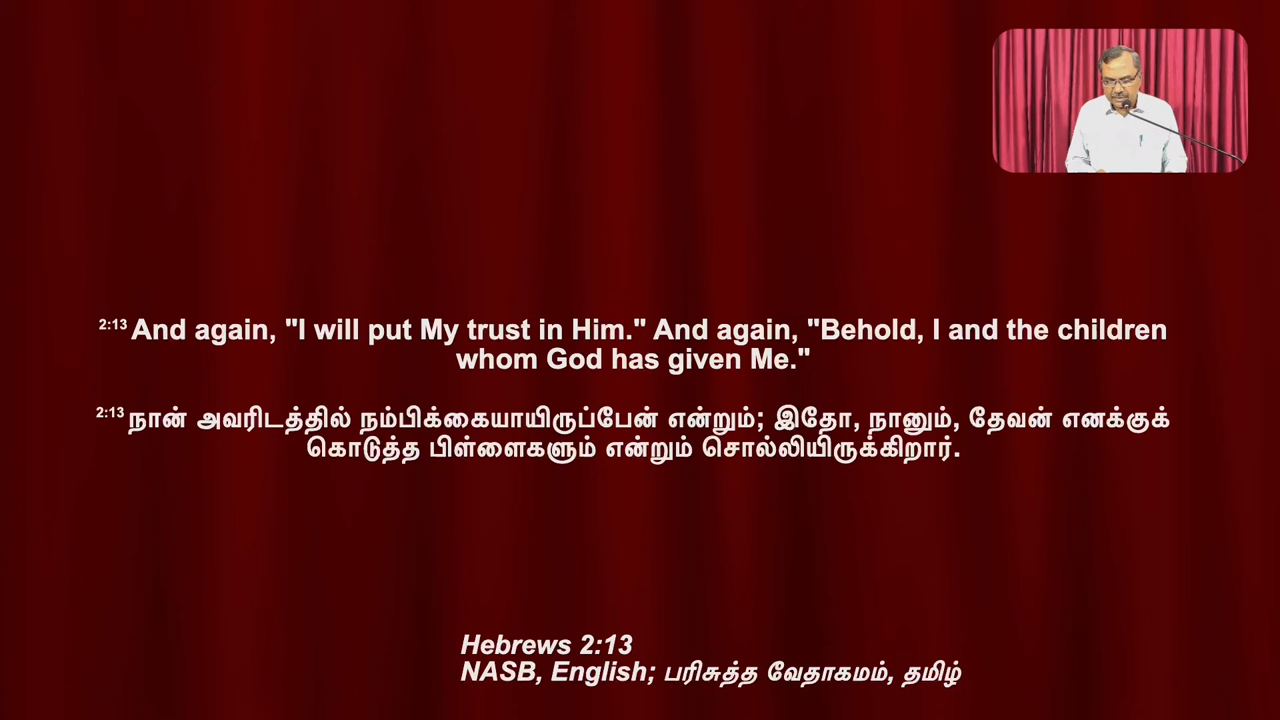 2:13 And again, "I will put My trust in Him." And again, "Behold, I and the children
whom God has given Me."
2:13 நான் அவரிடத்தில் நம்பிக்கையாயிருப்பேன் என்றும்; இதோ, நானும், தேவன் எனக்குக்
கொடுத்த பிள்ளைகளும் என்றும் சொல்லியிருக்கிறார்.
Hebrews 2:13
NASB, English; பரிசுத்த வேதாகமம், தமிழ்